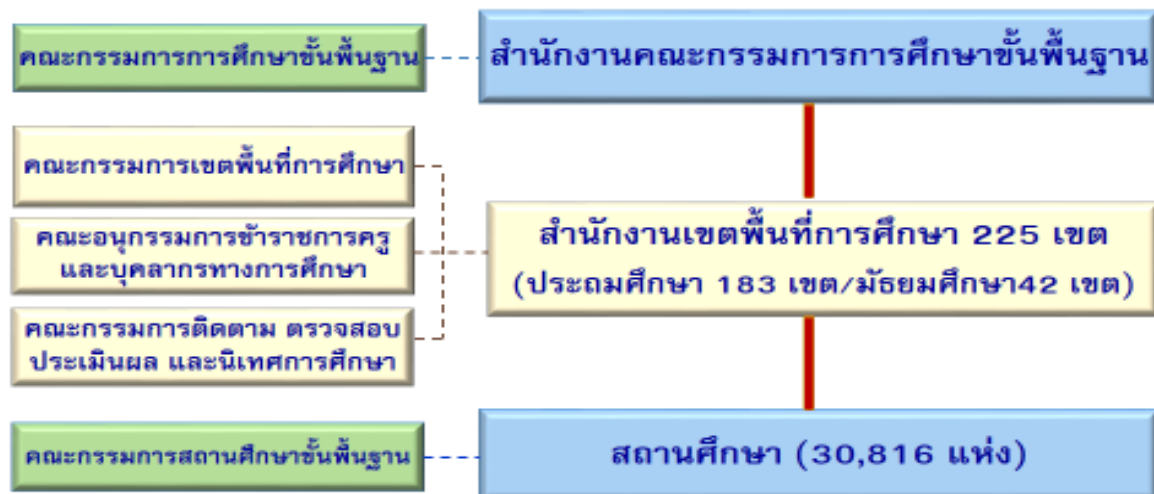 คณะกรรมการการศึกษาขั้นพื้นฐาน
สำนักงานคณะกรรมการการศึกษาขั้นพื้นฐาน
คณะกรรมการเขตพื้นที่การศึกษา
คณะอนุกรรมการข้าราชการครู
และบุคลากรทางการศึกษา
คณะกรรมการติดตาม ตรวจสอบ
ประเมินผล และนิเทศการศึกษา
สำนักงานเขตพื้นที่การศึกษา 225 เขต
(ประถมศึกษา 183 เขต/มัธยมศึกษา42 เขต)
คณะกรรมการสถานศึกษาขั้นพื้นฐาน
สถานศึกษา (30,816 แห่ง)